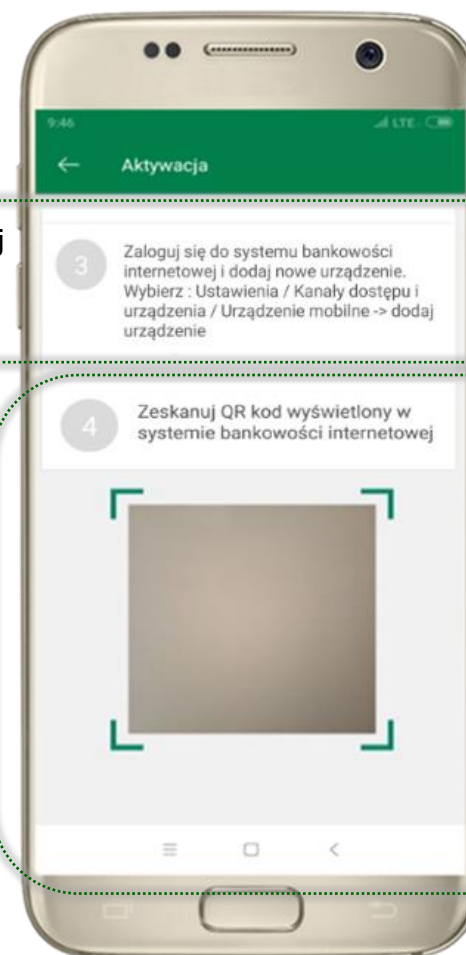 9:46 LTE
Aktywacja
j
3
Zaloguj się do systemu bankowości
internetowej i dodaj nowe urządzenie.
Wybierz : Ustawienia / Kanały dostępu i
urządzenia / Urządzenie mobilne -> dodaj
urządzenie
4
Zeskanuj QR kod wyświetlony w
systemie bankowości internetowej